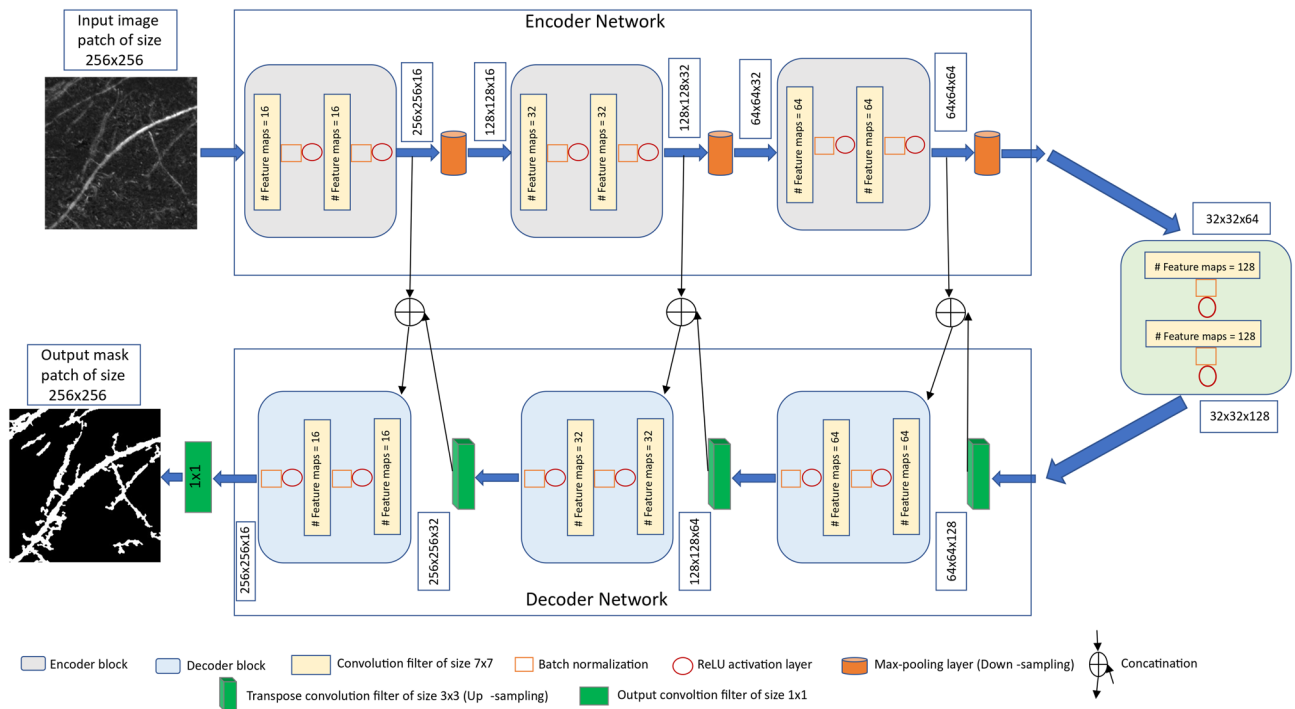 Input image
patch of size
256x256
Encoder Network
# Feature maps = 16
# Feature maps = 16
256x256x16
128x128x16
# Feature maps = 32
# Feature maps = 32
128x128x32
64x64x32
# Feature maps = 64
# Feature maps = 64
64x64x64
32x32x64
# Feature maps = 128
# Feature maps = 128
32x32x128
Output mask
patch of size
256x256
1x1
256x256x16
# Feature maps = 16
# Feature maps = 16
256x256x32
# Feature maps = 32
# Feature maps = 32
128x128x64
# Feature maps = 64
# Feature maps = 64
64x64x128
Decoder Network
Encoder block
Decoder block
Convolution filter of size 7x7
Batch normalization
ReLU activation layer
Max-pooling layer (Down -sampling)
Concatination
Transpose convolution filter of size 3x3 (Up -sampling)
Output convoltion filter of size 1x1